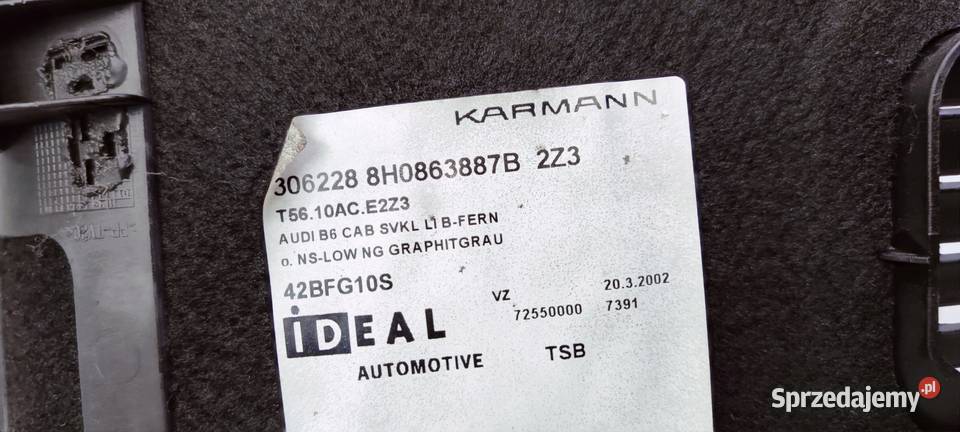 KARMANN
306228 8H0863887B 2Z3
T56.10AC.E2Z3
AUDI B6 CAB SVKL LI B-FERN
o. NS-LOW NG GRAPHITGRAU
42BFG10S
VZ 20.3.2002
72550000 7391
IDEAL
AUTOMOTIVE TSB
Sprzedajemy.pl